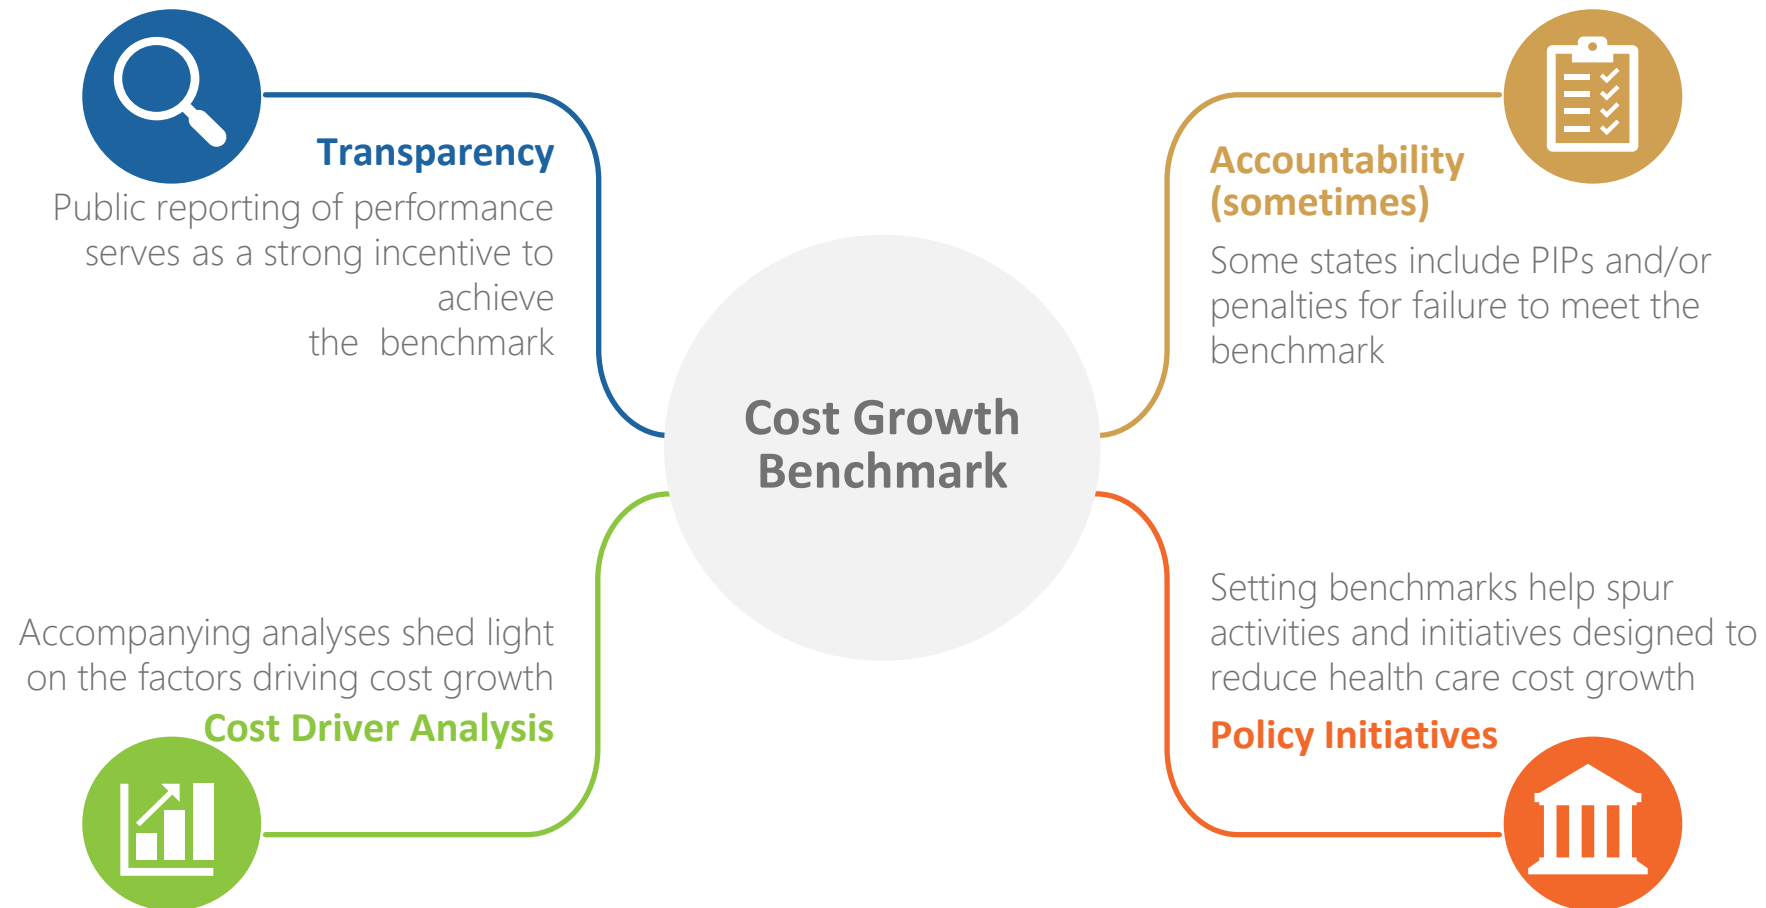 Transparency
Public reporting of performance
serves as a strong incentive to
achieve
the  benchmark
Accountability
(sometimes)
Some states include PIPs and/or
penalties for failure to meet the
benchmark
Cost Growth
Benchmark
Accompanying analyses shed light
on the factors driving cost growth
Cost Driver Analysis
Setting benchmarks help spur
activities and initiatives designed to
reduce health care cost growth
Policy Initiatives